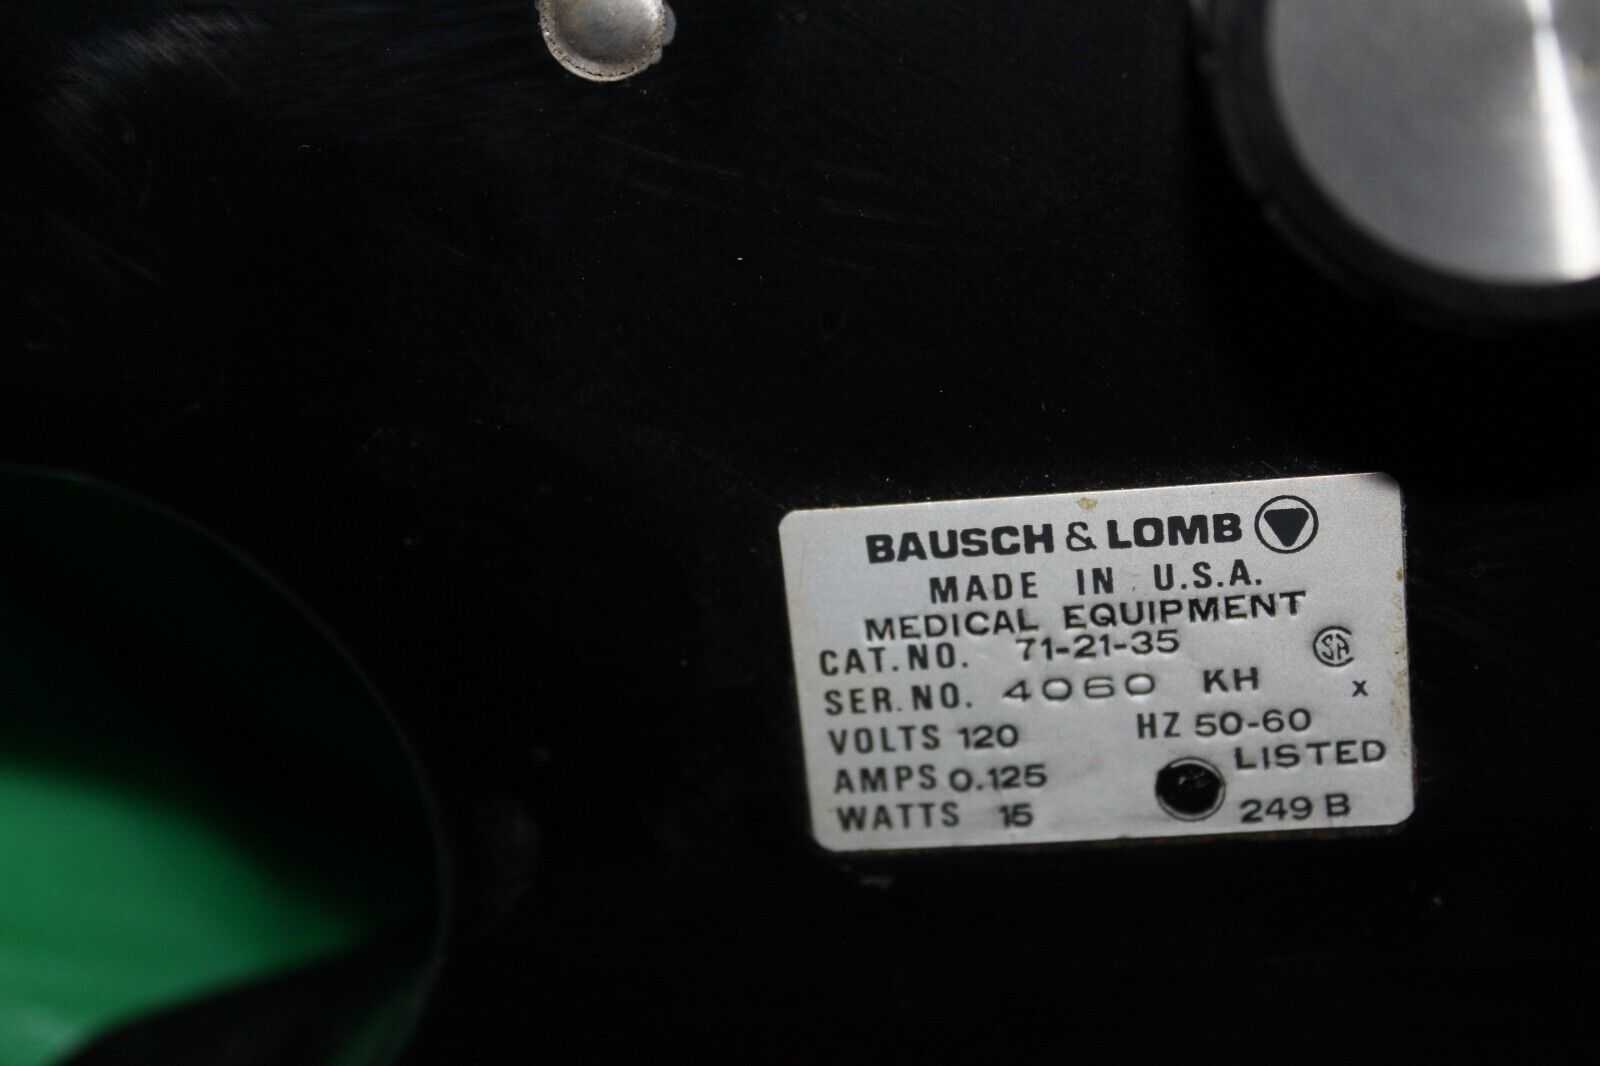 BAUSCH & LOMB
MADE IN U.S.A.
MEDICAL EQUIPMENT
CAT. NO. 71-21-35
SA
SER. NO. 4060 KH x
VOLTS 120 HZ 50-60
AMPS 0.125 LISTED
WATTS 15 249 B